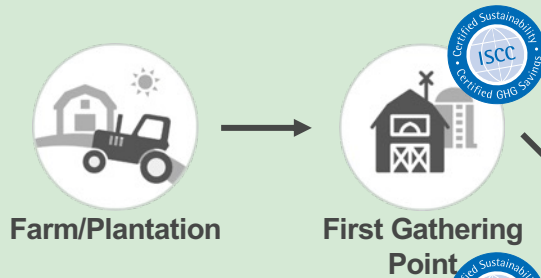 Certified Sustainability
ISCC
Certified GHG Savings
Farm/Plantation
First Gathering
Point